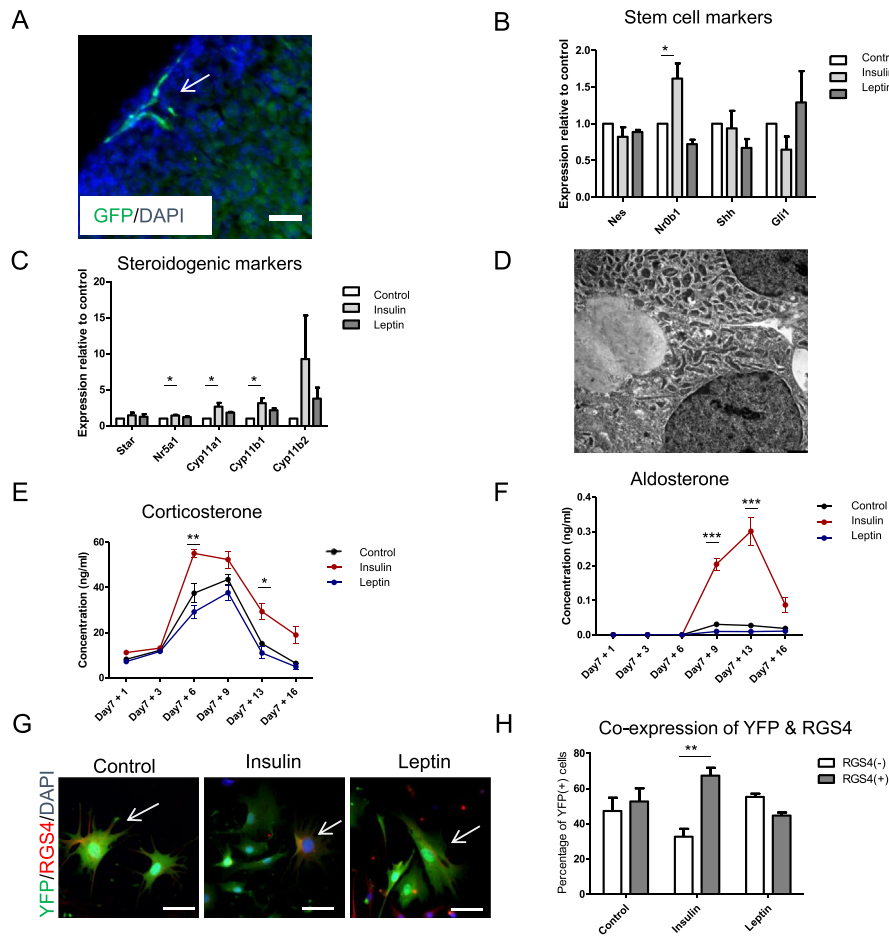 A
GFP/DAPI
B
Stem cell markers
Expression relative to control
2.0
1.5
1.0
0.5
0.0
*
Nes
Nr0b1
Shh
Gli1
Contr
Insulin
Leptin
C
Steroidogenic markers
Expression relative to control
20
15
10
5
0
*
*
*
Star
Nr5a1
Cyp11a1
Cyp11b1
Cyp11b2
Control
Insulin
Leptin
D
E
Corticosterone
Concentration (ng/ml)
60
40
20
0
**
*
Day7 + 1
Day7 + 3
Day7 + 6
Day7 + 9
Day7 + 13
Day7 + 16
Control
Insulin
Leptin
F
Aldosterone
Concentration (ng/ml)
0.4
0.3
0.2
0.1
0.0
***
***
Day7 + 1
Day7 + 3
Day7 + 6
Day7 + 9
Day7 + 13
Day7 + 16
Control
Insulin
Leptin
G
YFP/RGS4/DAPI
Control
Insulin
Leptin
H
Co-expression of YFP & RGS4
Percentage of YFP(+) cells
80
60
40
20
0
**
Control
Insulin
Leptin
RGS4(-)
RGS4(+)